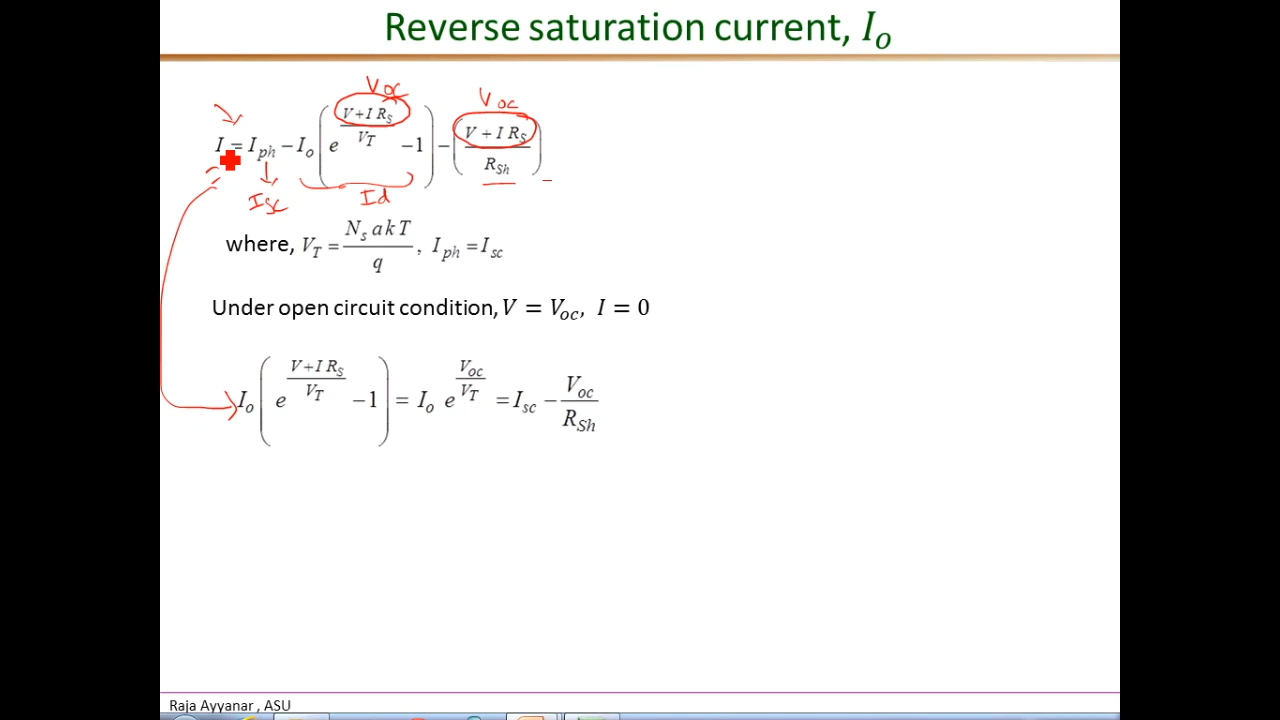 Reverse saturation current, I_o
V_oc V_oc
I = I_ph − I_o ( e^((V + I R_S)/V_T) − 1 ) − ( (V + I R_S)/R_Sh )
I_sc I_d
where, V_T = N_s a k T / q , I_ph = I_sc
Under open circuit condition, V = V_oc, I = 0
I_o ( e^((V + I R_S)/V_T) − 1 ) = I_o e^(V_oc/V_T) = I_sc − V_oc/R_Sh
Raja Ayyanar , ASU